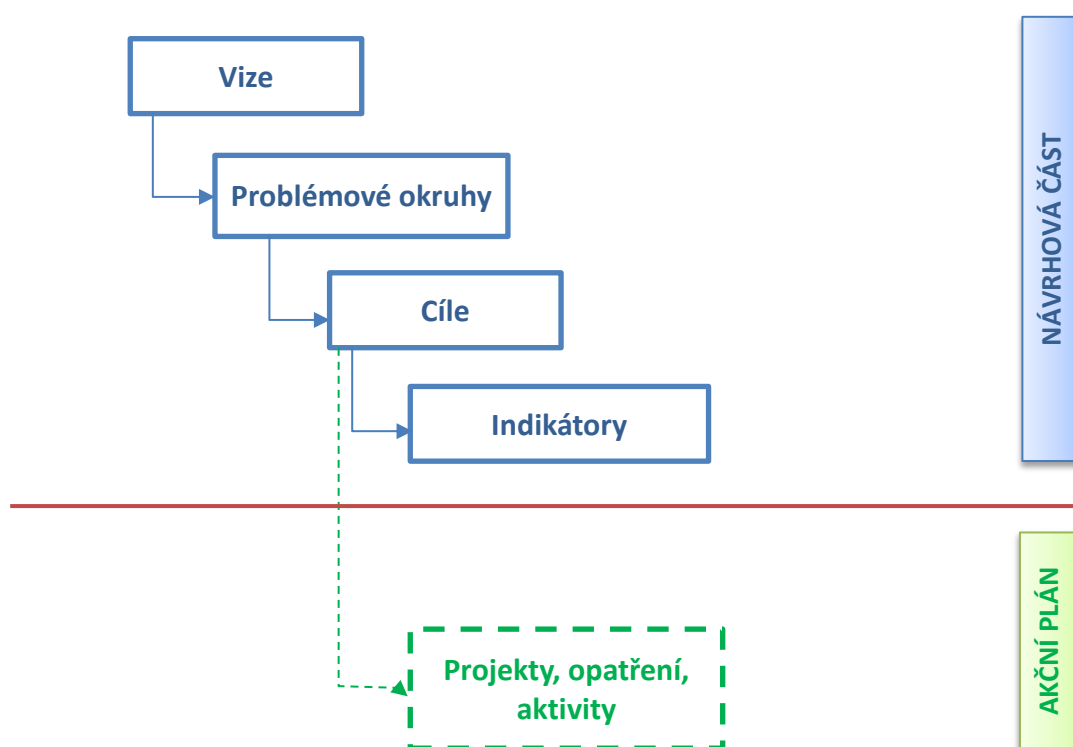 Vize
Problémové okruhy
Cíle
Indikátory
NÁVRHOVÁ ČÁST
Projekty, opatření,
aktivity
AKČNÍ PLÁN